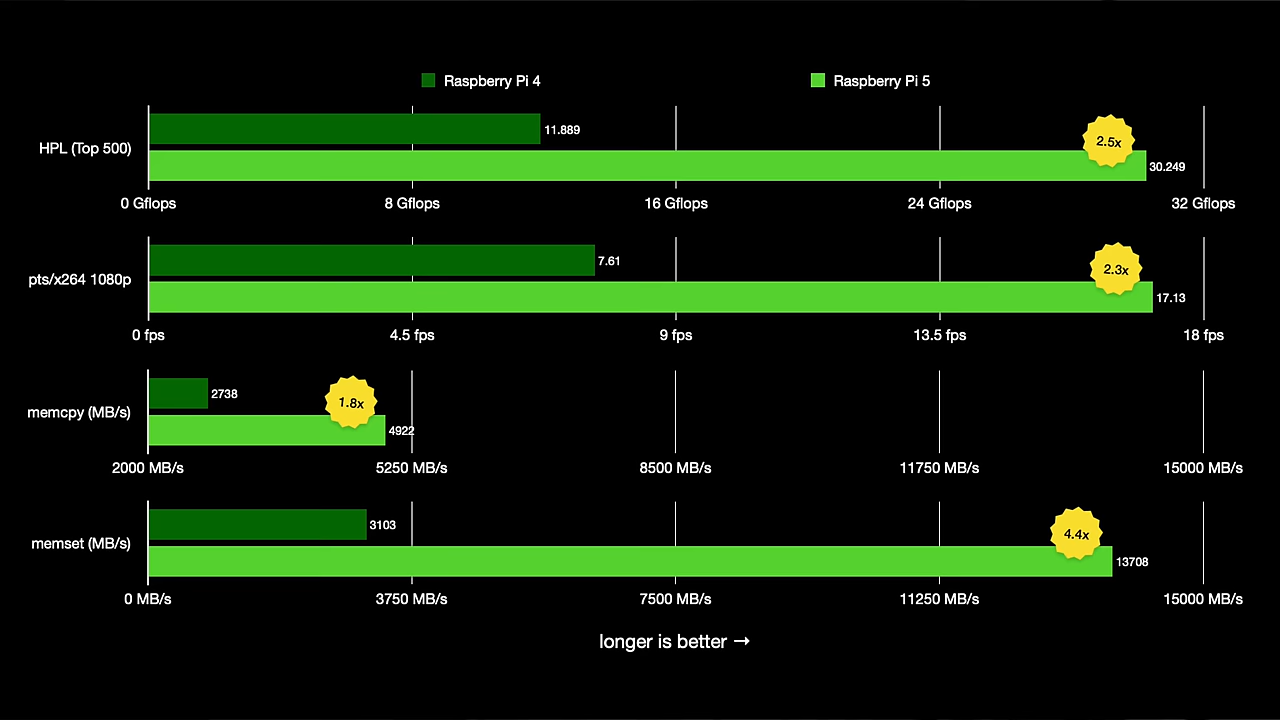 Raspberry Pi 4 Raspberry Pi 5
HPL (Top 500)
11.889
2.5x
30.249
0 Gflops 8 Gflops 16 Gflops 24 Gflops 32 Gflops
pts/x264 1080p
7.61
2.3x
17.13
0 fps 4.5 fps 9 fps 13.5 fps 18 fps
memcpy (MB/s)
2738
1.8x
4922
2000 MB/s 5250 MB/s 8500 MB/s 11750 MB/s 15000 MB/s
memset (MB/s)
3103
4.4x
13708
0 MB/s 3750 MB/s 7500 MB/s 11250 MB/s 15000 MB/s
longer is better →